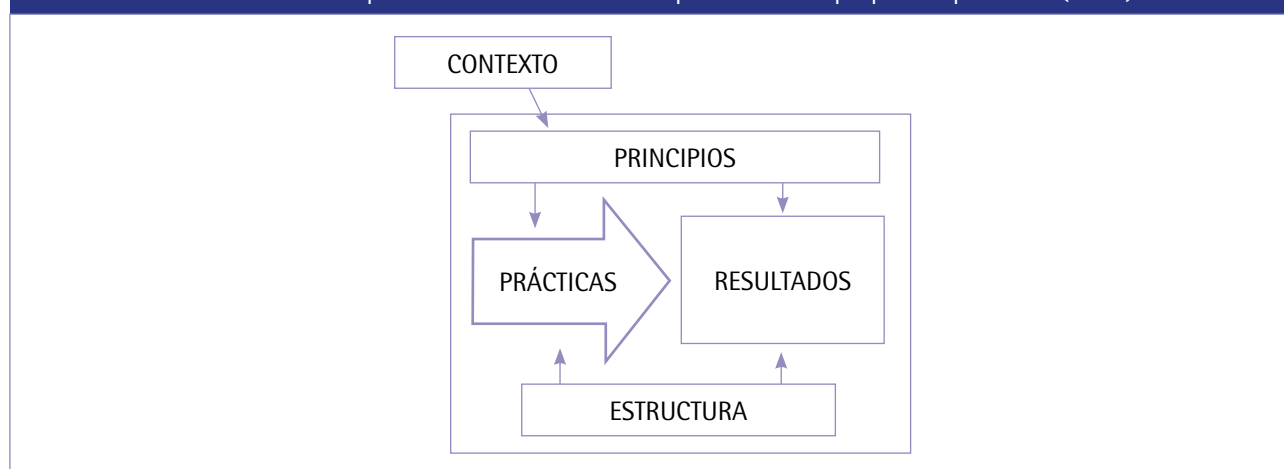 CONTEXTO
PRINCIPIOS
PRÁCTICAS
RESULTADOS
ESTRUCTURA